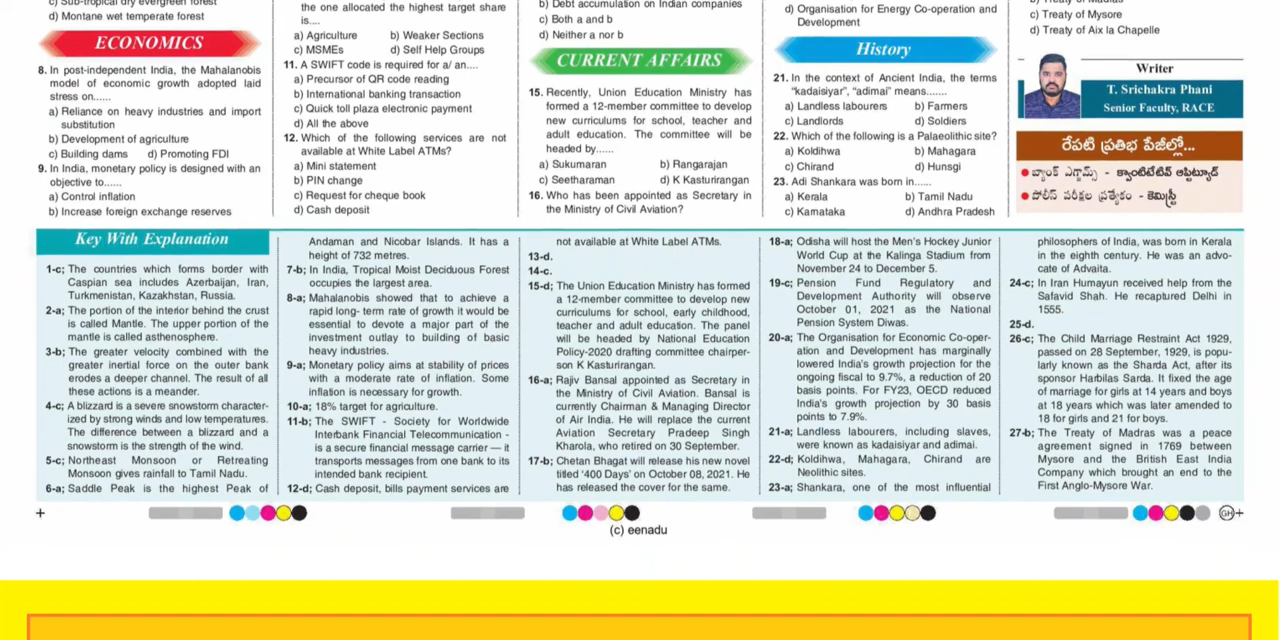 c) Sub-tropical dry evergreen forest
d) Montane wet temperate forest
ECONOMICS
8. In post-independent India, the Mahalanobis
model of economic growth adopted laid
stress on......
a) Reliance on heavy industries and import
substitution
b) Development of agriculture
c) Building dams d) Promoting FDI
9. In India, monetary policy is designed with an
objective to......
a) Control inflation
b) Increase foreign exchange reserves
the one allocated the highest target share
is....
a) Agriculture b) Weaker Sections
c) MSMEs d) Self Help Groups
11. A SWIFT code is required for a/ an....
a) Precursor of QR code reading
b) International banking transaction
c) Quick toll plaza electronic payment
d) All the above
12. Which of the following services are not
available at White Label ATMs?
a) Mini statement
b) PIN change
c) Request for cheque book
d) Cash deposit
b) Debt accumulation on Indian companies
c) Both a and b
d) Neither a nor b
CURRENT AFFAIRS
15. Recently, Union Education Ministry has
formed a 12-member committee to develop
new curriculums for school, teacher and
adult education. The committee will be
headed by......
a) Sukumaran b) Rangarajan
c) Seetharaman d) K Kasturirangan
16. Who has been appointed as Secretary in
the Ministry of Civil Aviation?
d) Organisation for Energy Co-operation and
Development
History
21. In the context of Ancient India, the terms
“kadaisiyar”, “adimai” means.......
a) Landless labourers b) Farmers
c) Landlords d) Soldiers
22. Which of the following is a Palaeolithic site?
a) Koldihwa b) Mahagara
c) Chirand d) Hunsgi
23. Adi Shankara was born in......
a) Kerala b) Tamil Nadu
c) Karnataka d) Andhra Pradesh
b) Treaty of Madras
c) Treaty of Mysore
d) Treaty of Aix la Chapelle
Writer
T. Srichakra Phani
Senior Faculty, RACE
రేపటి ప్రతిభ పేజీల్లో...
● బ్యాంక్ ఎగ్జామ్స్ - క్వాంటిటేటివ్ ఆప్టిట్యూడ్
● పోలీస్ పరీక్షల ప్రత్యేకం - కెమిస్ట్రీ
Key With Explanation
1-c; The countries which forms border with
Caspian sea includes Azerbaijan, Iran,
Turkmenistan, Kazakhstan, Russia.
2-a; The portion of the interior behind the crust
is called Mantle. The upper portion of the
mantle is called asthenosphere.
3-b; The greater velocity combined with the
greater inertial force on the outer bank
erodes a deeper channel. The result of all
these actions is a meander.
4-c; A blizzard is a severe snowstorm character-
ized by strong winds and low temperatures.
The difference between a blizzard and a
snowstorm is the strength of the wind.
5-c; Northeast Monsoon or Retreating
Monsoon gives rainfall to Tamil Nadu.
6-a; Saddle Peak is the highest Peak of
Andaman and Nicobar Islands. It has a
height of 732 metres.
7-b; In India, Tropical Moist Deciduous Forest
occupies the largest area.
8-a; Mahalanobis showed that to achieve a
rapid long- term rate of growth it would be
essential to devote a major part of the
investment outlay to building of basic
heavy industries.
9-a; Monetary policy aims at stability of prices
with a moderate rate of inflation. Some
inflation is necessary for growth.
10-a; 18% target for agriculture.
11-b; The SWIFT - Society for Worldwide
Interbank Financial Telecommunication -
is a secure financial message carrier — it
transports messages from one bank to its
intended bank recipient.
12-d; Cash deposit, bills payment services are
not available at White Label ATMs.
13-d.
14-c.
15-d; The Union Education Ministry has formed
a 12-member committee to develop new
curriculums for school, early childhood,
teacher and adult education. The panel
will be headed by National Education
Policy-2020 drafting committee chairper-
son K Kasturirangan.
16-a; Rajiv Bansal appointed as Secretary in
the Ministry of Civil Aviation. Bansal is
currently Chairman & Managing Director
of Air India. He will replace the current
Aviation Secretary Pradeep Singh
Kharola, who retired on 30 September.
17-b; Chetan Bhagat will release his new novel
titled ‘400 Days’ on October 08, 2021. He
has released the cover for the same.
18-a; Odisha will host the Men's Hockey Junior
World Cup at the Kalinga Stadium from
November 24 to December 5.
19-c; Pension Fund Regulatory and
Development Authority will observe
October 01, 2021 as the National
Pension System Diwas.
20-a; The Organisation for Economic Co-oper-
ation and Development has marginally
lowered India's growth projection for the
ongoing fiscal to 9.7%, a reduction of 20
basis points. For FY23, OECD reduced
India's growth projection by 30 basis
points to 7.9%.
21-a; Landless labourers, including slaves,
were known as kadaisiyar and adimai.
22-d; Koldihwa, Mahagara, Chirand are
Neolithic sites.
23-a; Shankara, one of the most influential
philosophers of India, was born in Kerala
in the eighth century. He was an advo-
cate of Advaita.
24-c; In Iran Humayun received help from the
Safavid Shah. He recaptured Delhi in
1555.
25-d.
26-c; The Child Marriage Restraint Act 1929,
passed on 28 September, 1929, is popu-
larly known as the Sharda Act, after its
sponsor Harbilas Sarda. It fixed the age
of marriage for girls at 14 years and boys
at 18 which was later amended to
18 for girls and 21 for boys.
27-b; The Treaty of Madras was a peace
agreement signed in 1769 between
Mysore and the British East India
Company which brought an end to the
First Anglo-Mysore War.
GH
(c) eenadu